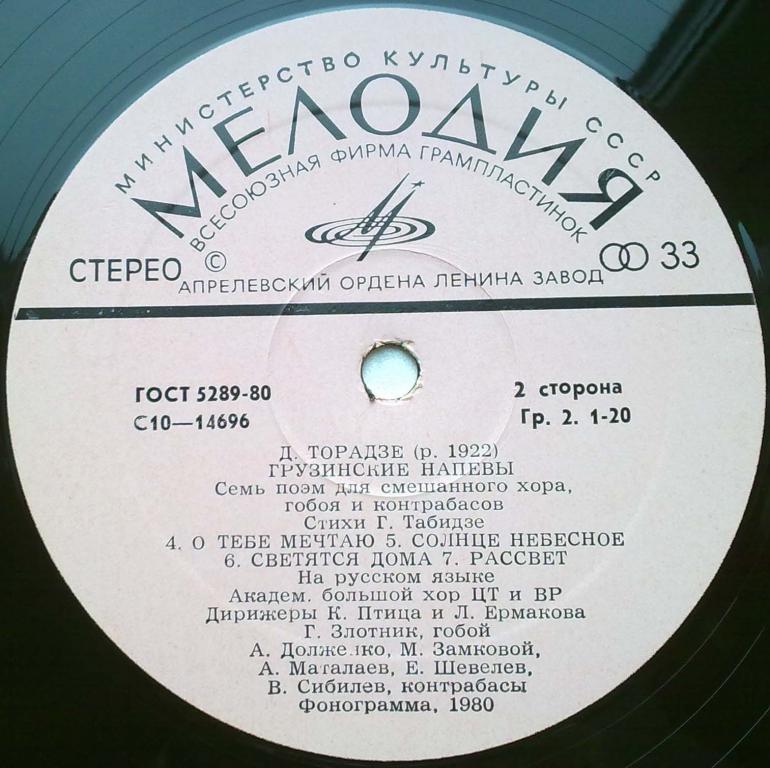 МИНИСТЕРСТВО КУЛЬТУРЫ СССР
МЕЛОДИЯ
ВСЕСОЮЗНАЯ ФИРМА ГРАМПЛАСТИНОК
СТЕРЕО © 33
АПРЕЛЕВСКИЙ ОРДЕНА ЛЕНИНА ЗАВОД
ГОСТ 5289-80 2 сторона
С10—14696 Гр. 2. 1-20
Д. ТОРАДЗЕ (р. 1922)
ГРУЗИНСКИЕ НАПЕВЫ
Семь поэм для смешанного хора,
гобоя и контрабасов
Стихи Г. Табидзе
4. О ТЕБЕ МЕЧТАЮ 5. СОЛНЦЕ НЕБЕСНОЕ
6. СВЕТЯТСЯ ДОМА 7. РАССВЕТ
На русском языке
Академ. большой хор ЦТ и ВР
Дирижеры К. Птица и Л. Ермакова
Г. Злотник, гобой
А. Долженко, М. Замковой,
А. Маталаев, Е. Шевелев,
В. Сибилев, контрабасы
Фонограмма, 1980